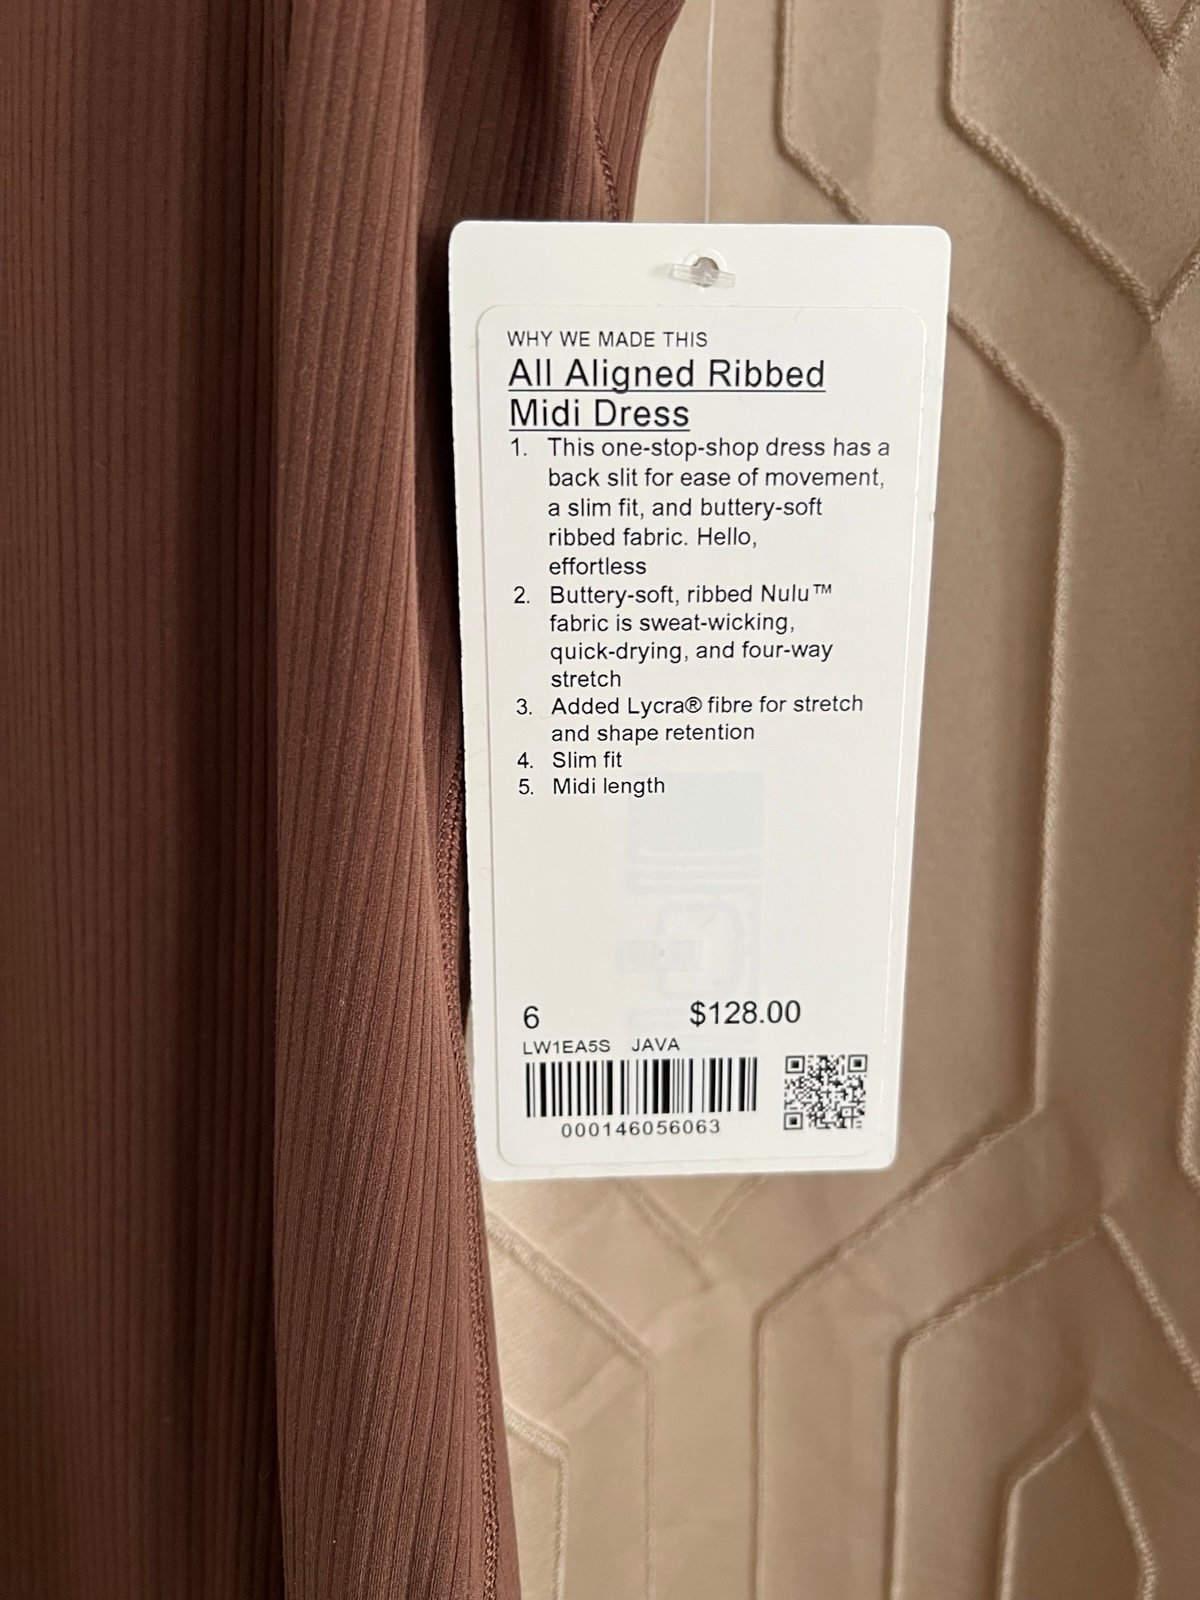 WHY WE MADE THIS
All Aligned Ribbed
Midi Dress
1. This one-stop-shop dress has a
back slit for ease of movement,
a slim fit, and buttery-soft
ribbed fabric. Hello,
effortless
2. Buttery-soft, ribbed Nulu™
fabric is sweat-wicking,
quick-drying, and four-way
stretch
3. Added Lycra® fibre for stretch
and shape retention
4. Slim fit
5. Midi length
6 $128.00
LW1EA5S JAVA
000146056063